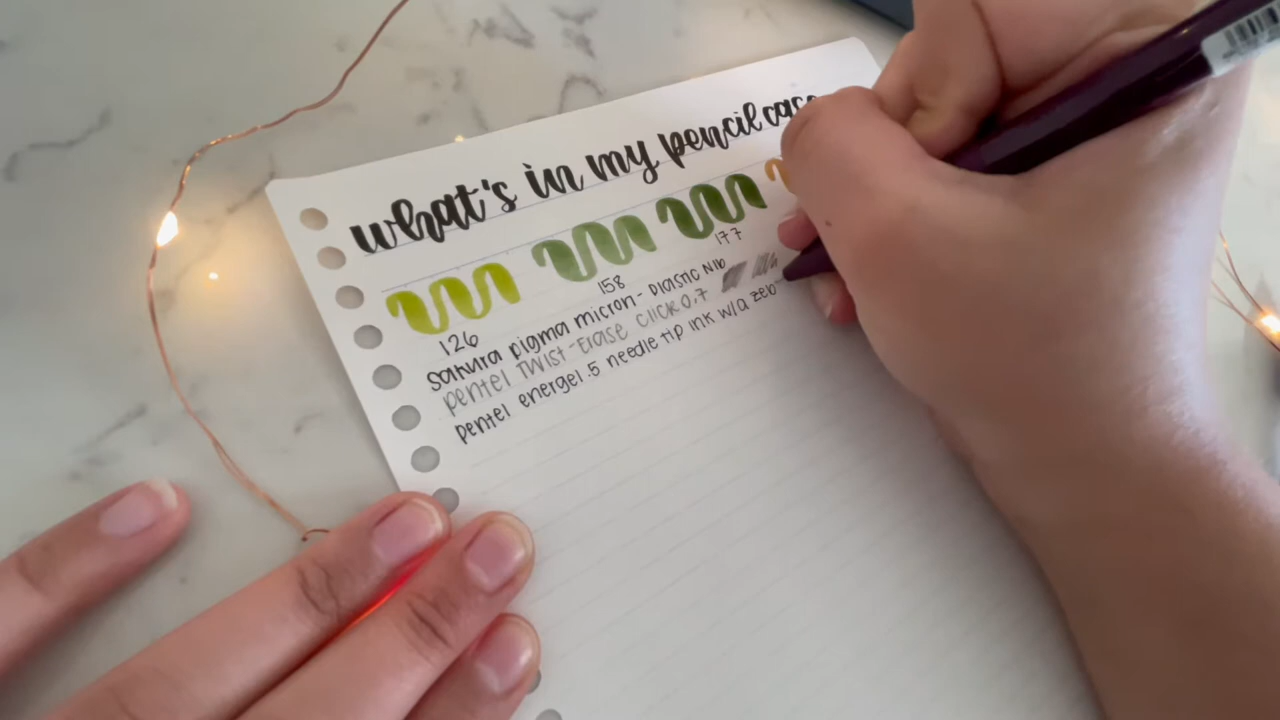 what's in my pencil case
126 158 177
sakura pigma micron - plastic nib
pentel twist-erase click 0.7
pentel energel .5 needle tip ink w/a zeb